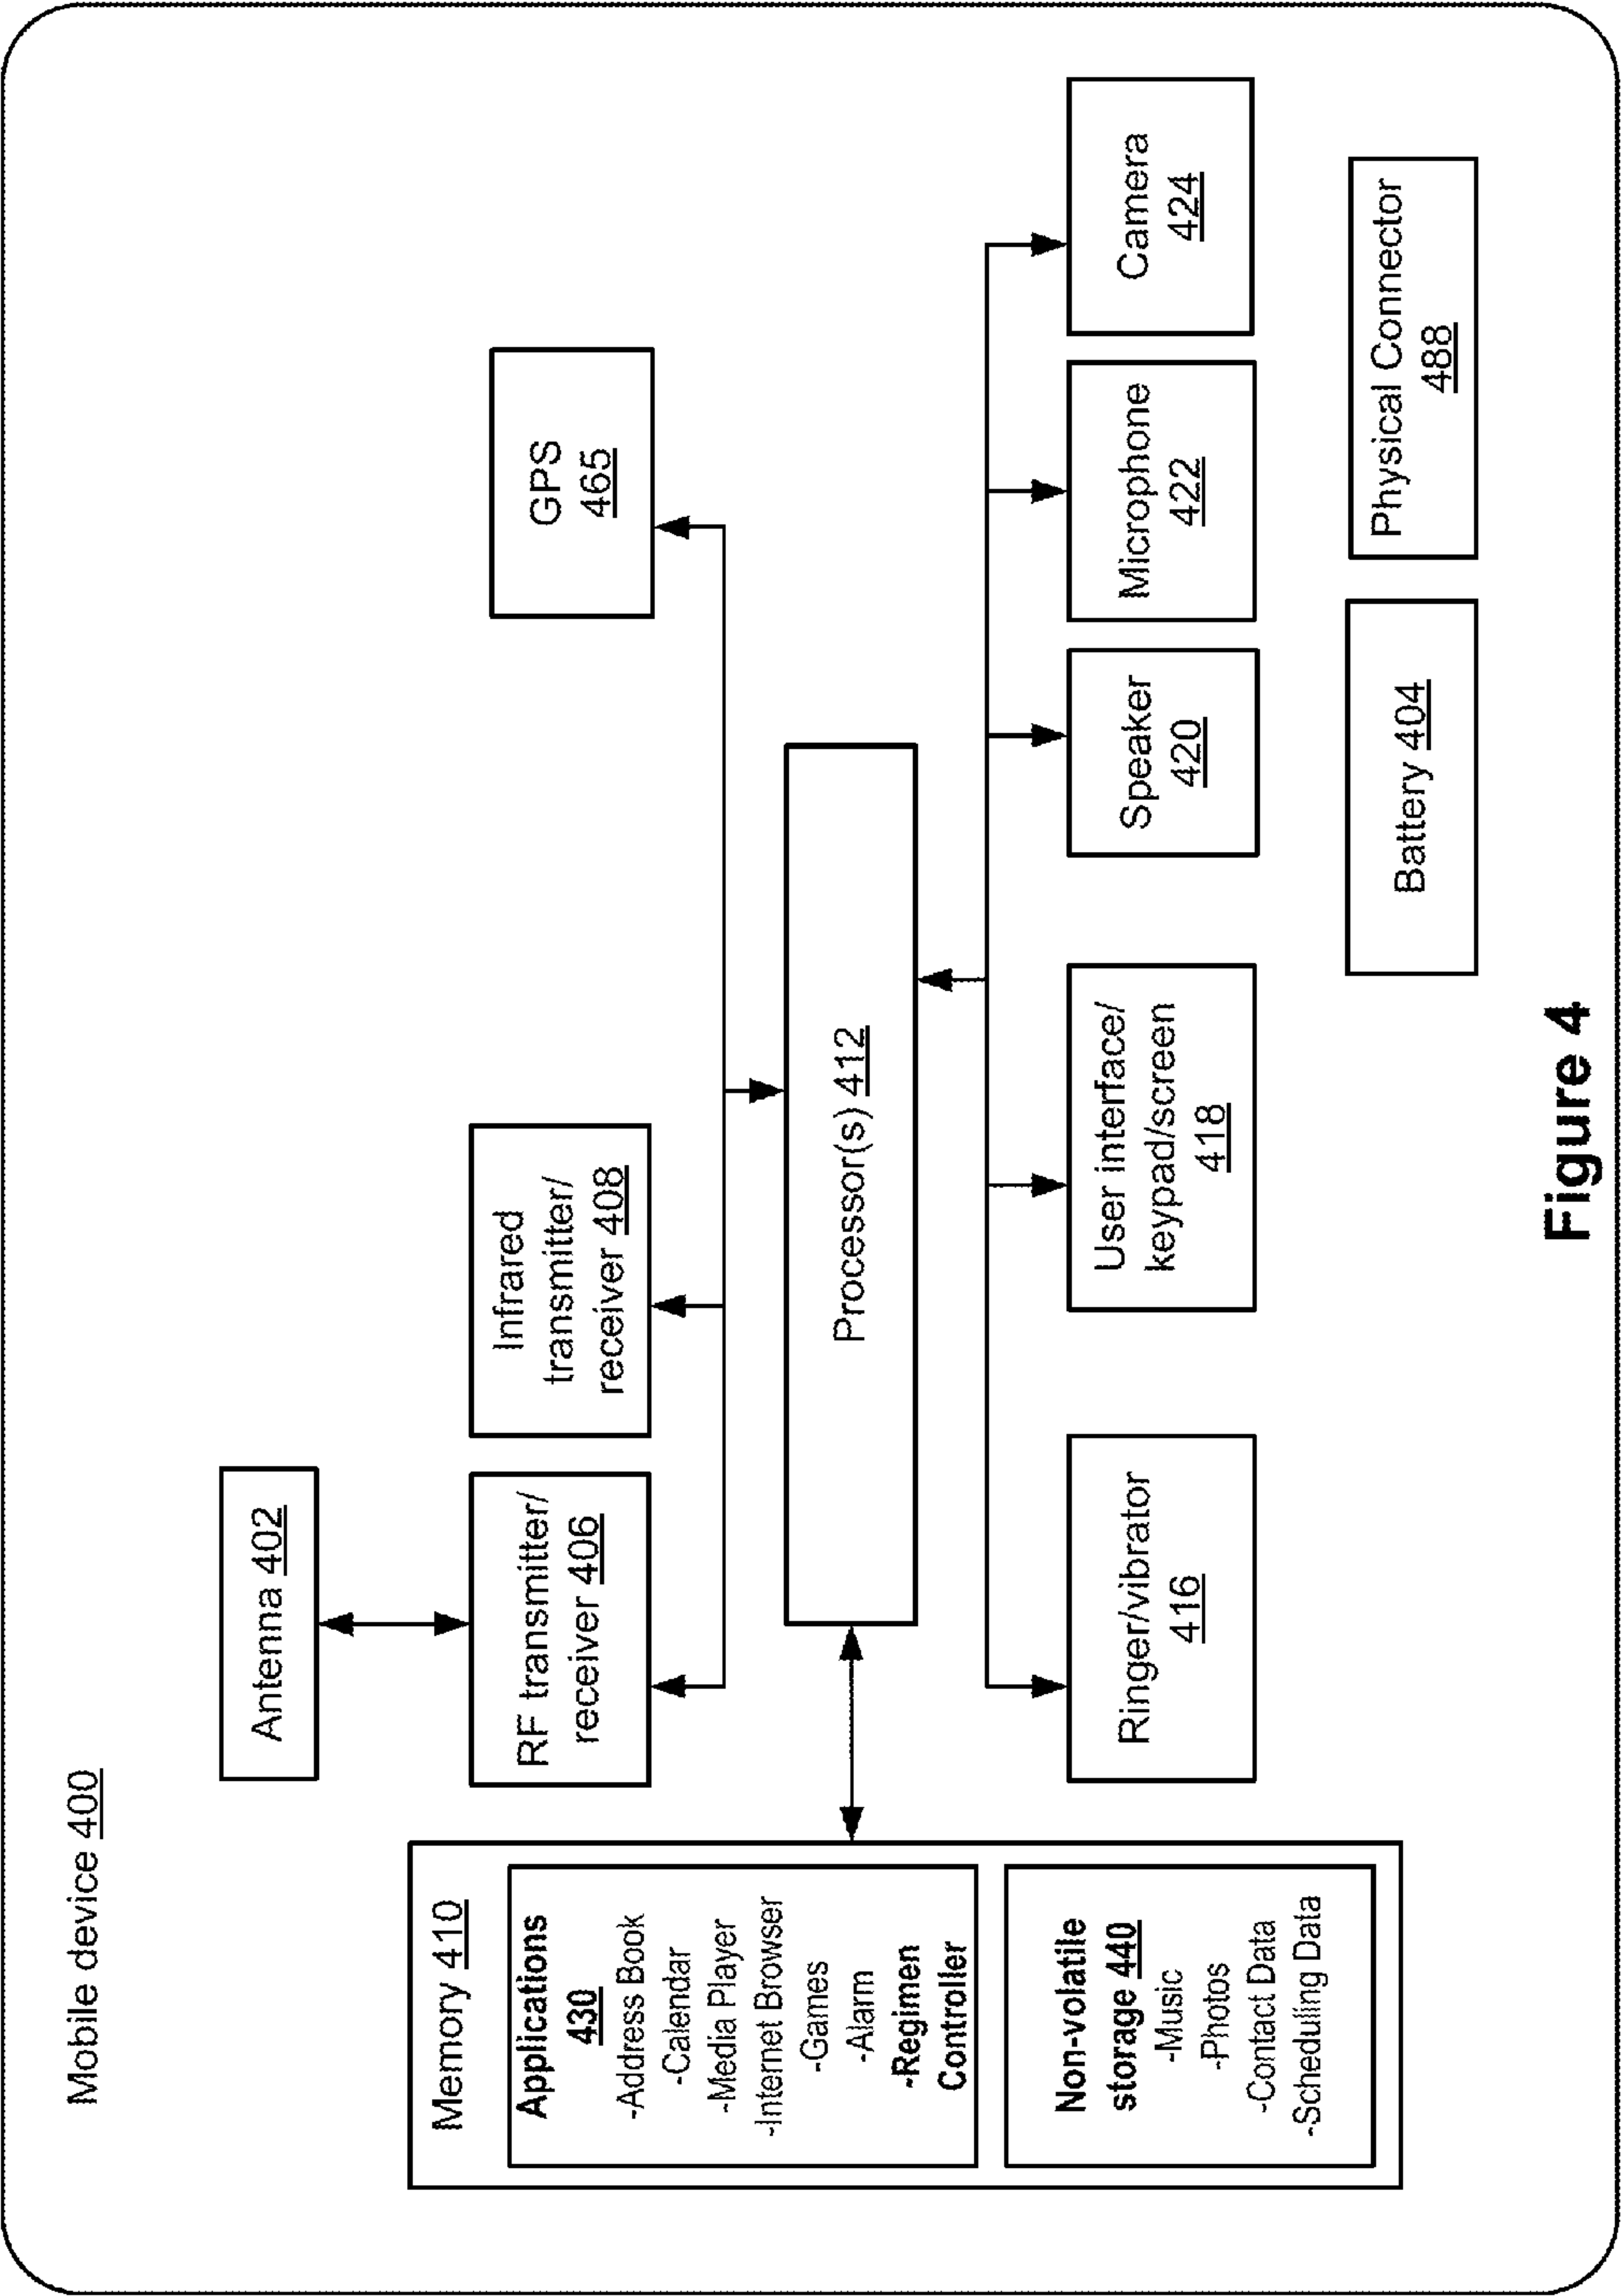 Mobile device 400
Antenna 402
RF transmitter/
receiver 406
Infrared
transmitter/
receiver 408
GPS
465
Memory 410
Applications
430
-Address Book
-Calendar
-Media Player
-Internet Browser
-Games
-Alarm
-Regimen
Controller
Non-volatile
storage 440
-Music
-Photos
-Contact Data
-Scheduling Data
Processor(s) 412
Ringer/vibrator
416
User interface/
keypad/screen
418
Speaker
420
Microphone
422
Camera
424
Battery 404
Physical Connector
488
Figure 4